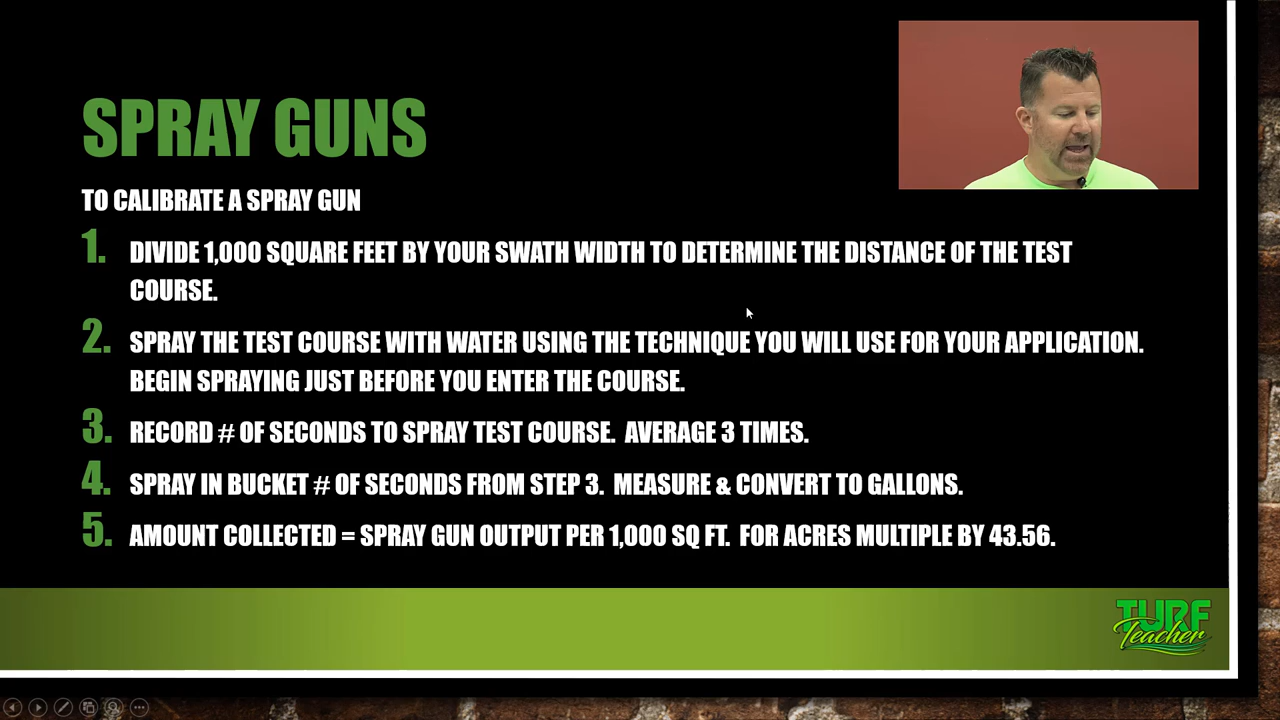 SPRAY GUNS
TO CALIBRATE A SPRAY GUN
1. DIVIDE 1,000 SQUARE FEET BY YOUR SWATH WIDTH TO DETERMINE THE DISTANCE OF THE TEST
COURSE.
2. SPRAY THE TEST COURSE WITH WATER USING THE TECHNIQUE YOU WILL USE FOR YOUR APPLICATION.
BEGIN SPRAYING JUST BEFORE YOU ENTER THE COURSE.
3. RECORD # OF SECONDS TO SPRAY TEST COURSE.  AVERAGE 3 TIMES.
4. SPRAY IN BUCKET # OF SECONDS FROM STEP 3.  MEASURE & CONVERT TO GALLONS.
5. AMOUNT COLLECTED = SPRAY GUN OUTPUT PER 1,000 SQ FT.  FOR ACRES MULTIPLE BY 43.56.
TURF
Teacher